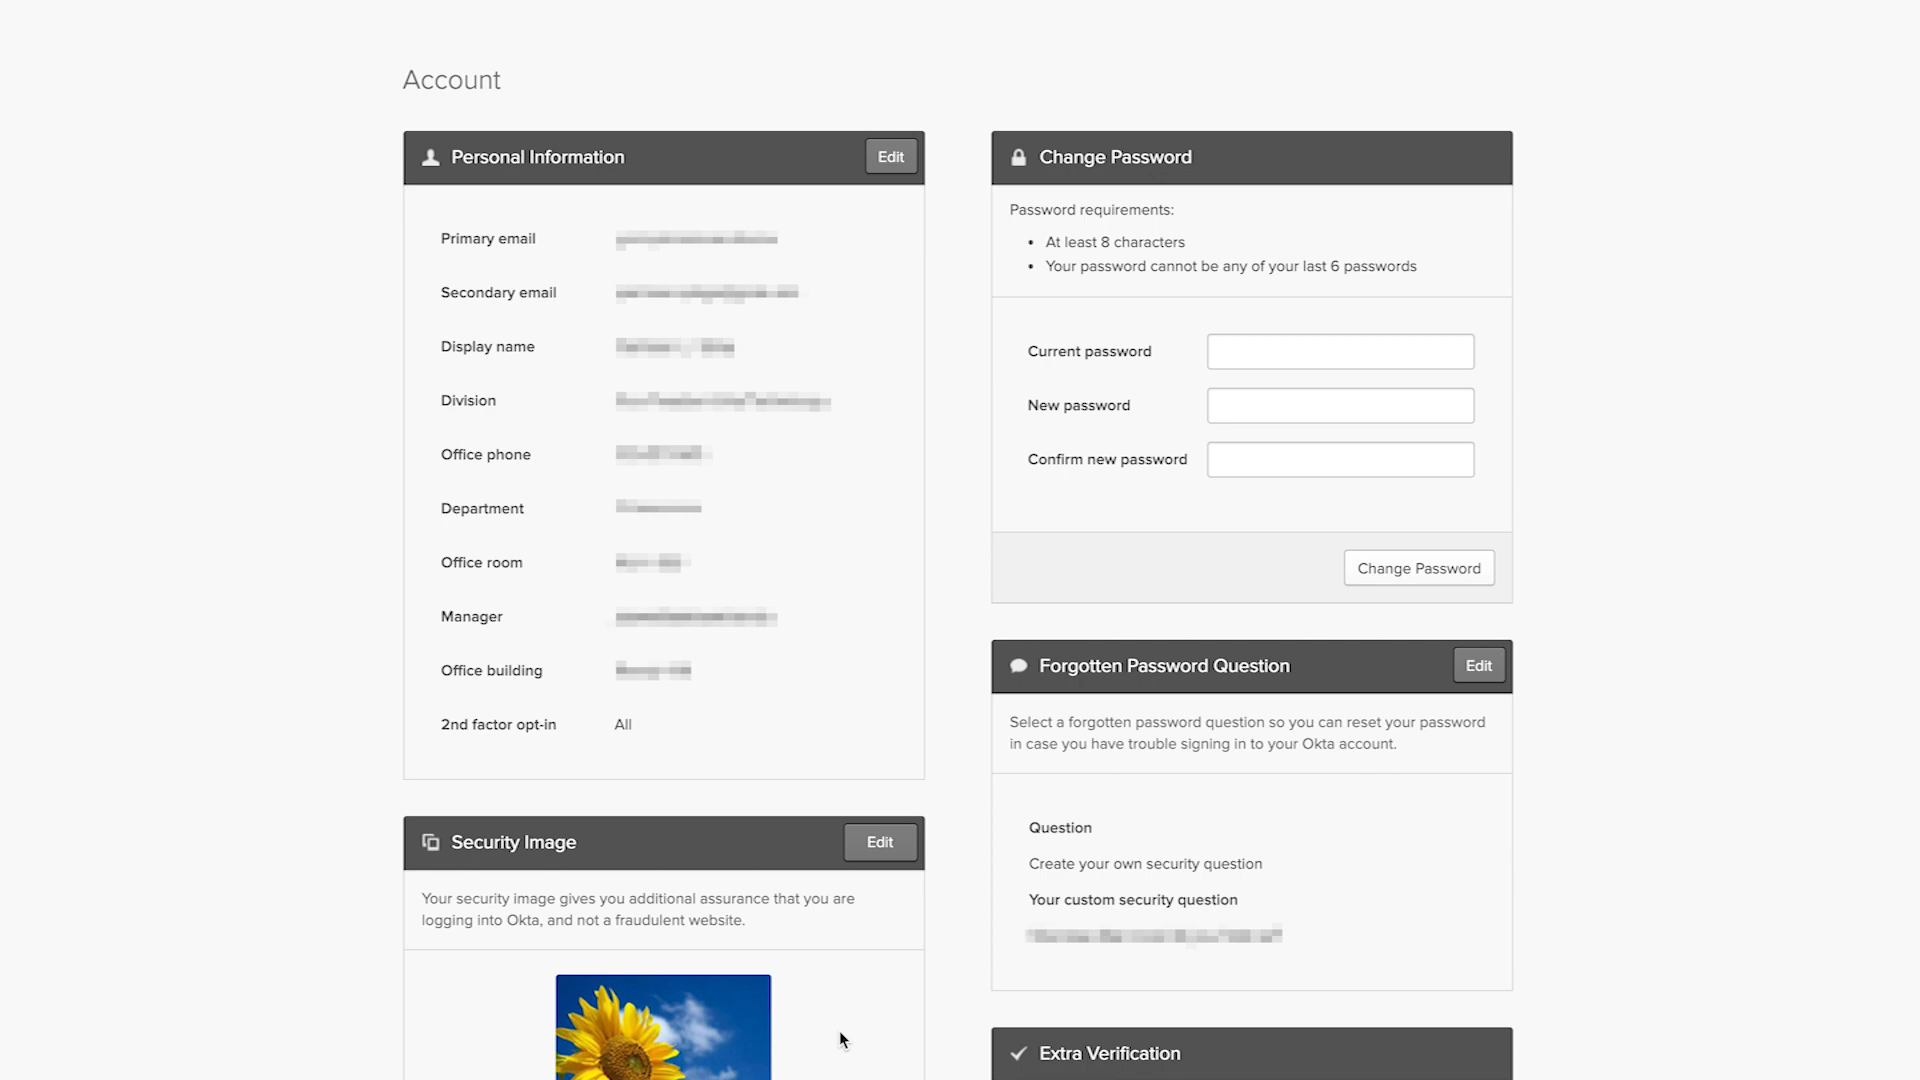 Account
Personal Information
Edit
Primary email
Secondary email
Display name
Division
Office phone
Department
Office room
Manager
Office building
2nd factor opt-in All
Security Image
Edit
Your security image gives you additional assurance that you are
logging into Okta, and not a fraudulent website.
Change Password
Password requirements:
• At least 8 characters
• Your password cannot be any of your last 6 passwords
Current password
New password
Confirm new password
Change Password
Forgotten Password Question
Edit
Select a forgotten password question so you can reset your password
in case you have trouble signing in to your Okta account.
Question
Create your own security question
Your custom security question
Extra Verification